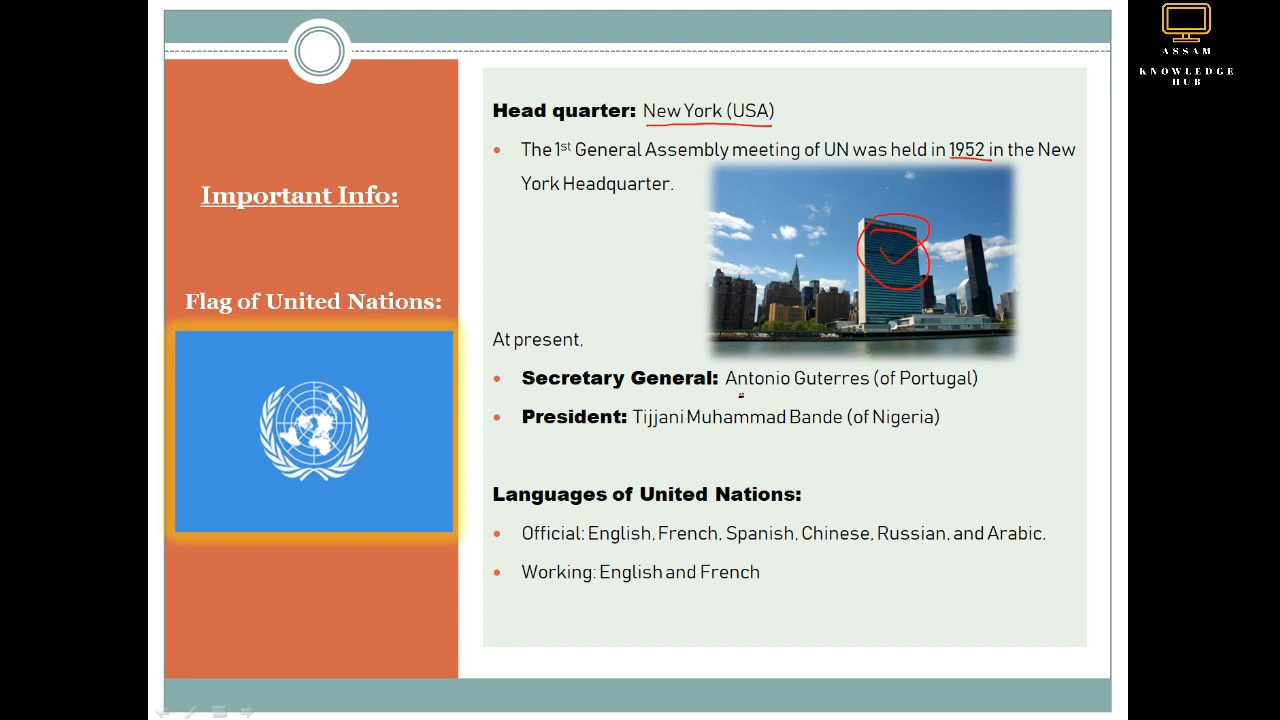 ASSAM
KNOWLEDGE
HUB
Important Info:
Flag of United Nations:
Head quarter: New York (USA)
The 1st General Assembly meeting of UN was held in 1952 in the New
York Headquarter.
At present,
Secretary General: Antonio Guterres (of Portugal)
President: Tijjani Muhammad Bande (of Nigeria)
Languages of United Nations:
Official: English, French, Spanish, Chinese, Russian, and Arabic.
Working: English and French